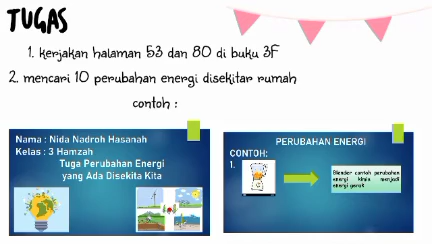 TUGAS
1. kerjakan halaman 53 dan 80 di buku 3F
2. mencari 10 perubahan energi disekitar rumah
contoh :
Nama : Nida Nadroh Hasanah
Kelas : 3 Hamzah
Tuga Perubahan Energi
yang Ada Disekita Kita
PERUBAHAN ENERGI
CONTOH:
1.
Blender contoh perubahan
energi kimia menjadi
energi gerak